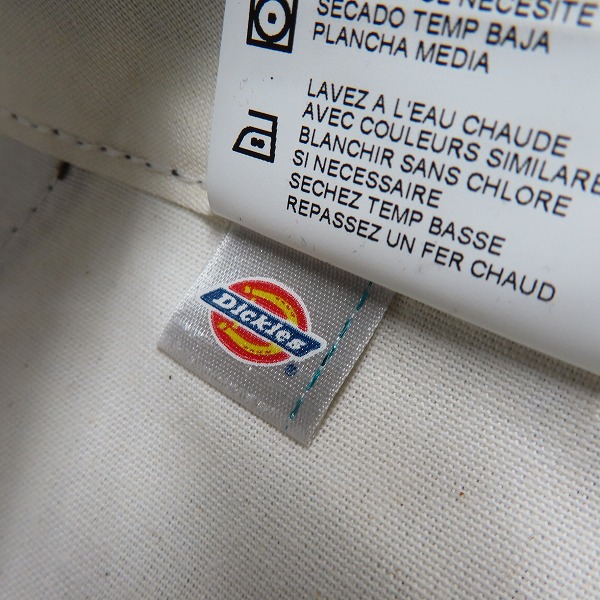 NECESITE
SECADO TEMP BAJA
PLANCHA MEDIA
LAVEZ A L'EAU CHAUDE
AVEC COULEURS SIMILARE
BLANCHIR SANS CHLORE
SI NECESSAIRE
SECHEZ TEMP BASSE
REPASSEZ UN FER CHAUD
Dickies
®